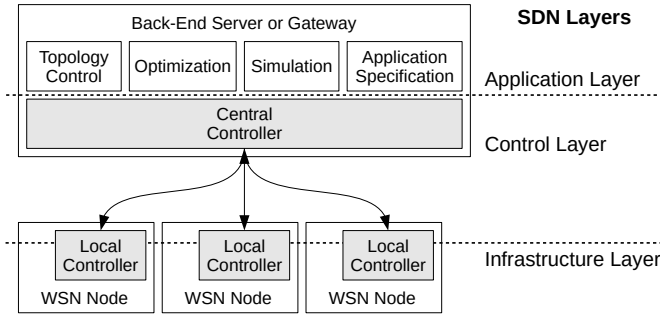 Back-End Server or Gateway
SDN Layers
Topology
Control
Optimization
Simulation
Application
Specification
Application Layer
Central
Controller
Control Layer
Local
Controller
Local
Controller
Local
Controller
Infrastructure Layer
WSN Node
WSN Node
WSN Node